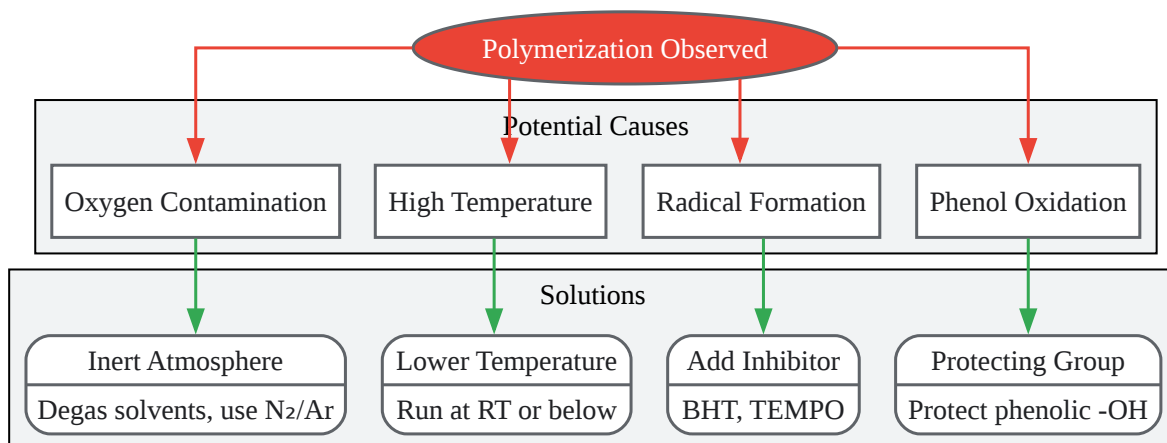 Polymerization Observed
Potential Causes
Oxygen Contamination
High Temperature
Radical Formation
Phenol Oxidation
Solutions
Inert Atmosphere
Degas solvents, use N₂/Ar
Lower Temperature
Run at RT or below
Add Inhibitor
BHT, TEMPO
Protecting Group
Protect phenolic -OH